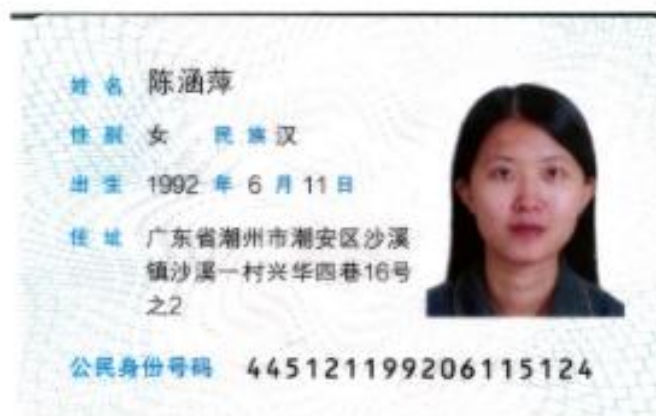 姓名 陈涵萍
性别 女 民族 汉
出生 1992 年 6 月 11 日
住址 广东省潮州市潮安区沙溪
镇沙溪一村兴华四巷16号
之2
公民身份号码 445121199206115124